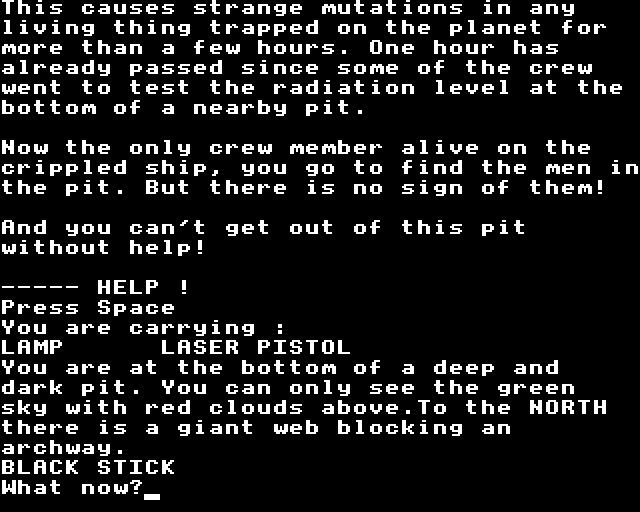 This causes strange mutations in any
living thing trapped on the planet for
more than a few hours. One hour has
already passed since some of the crew
went to test the radiation level at the
bottom of a nearby pit.
Now the only crew member alive on the
crippled ship, you go to find the men in
the pit. But there is no sign of them!
And you can't get out of this pit
without help!
----- HELP !
Press Space
You are carrying :
LAMP LASER PISTOL
You are at the bottom of a deep and
dark pit. You can only see the green
sky with red clouds above.To the NORTH
there is a giant web blocking an
archway.
BLACK STICK
What now?_